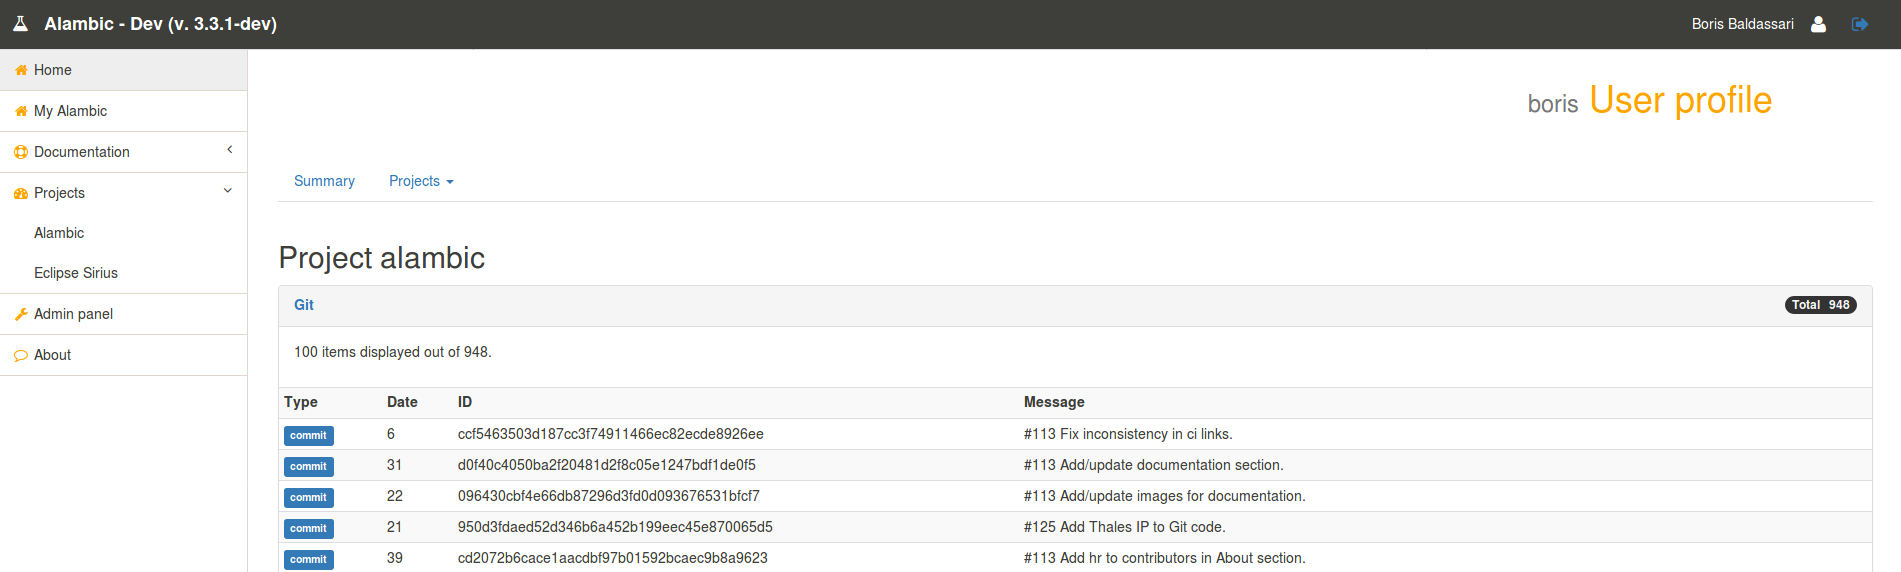 Alambic - Dev (v. 3.3.1-dev)
Boris Baldassari
Home
My Alambic
Documentation
Projects
Alambic
Eclipse Sirius
Admin panel
About
boris User profile
Summary Projects
Project alambic
Git Total 948
100 items displayed out of 948.
Type Date ID Message
commit 6 ccf5463503d187cc3f74911466ec82ecde8926ee #113 Fix inconsistency in ci links.
commit 31 d0f40c4050ba2f20481d2f8c05e1247bdf1de0f5 #113 Add/update documentation section.
commit 22 096430cbf4e66db87296d3fd0d093676531bfcf7 #113 Add/update images for documentation.
commit 21 950d3fdaed52d346b6a452b199eec45e870065d5 #125 Add Thales IP to Git code.
commit 39 cd2072b6cace1aacdbf97b01592bcaec9b8a9623 #113 Add hr to contributors in About section.